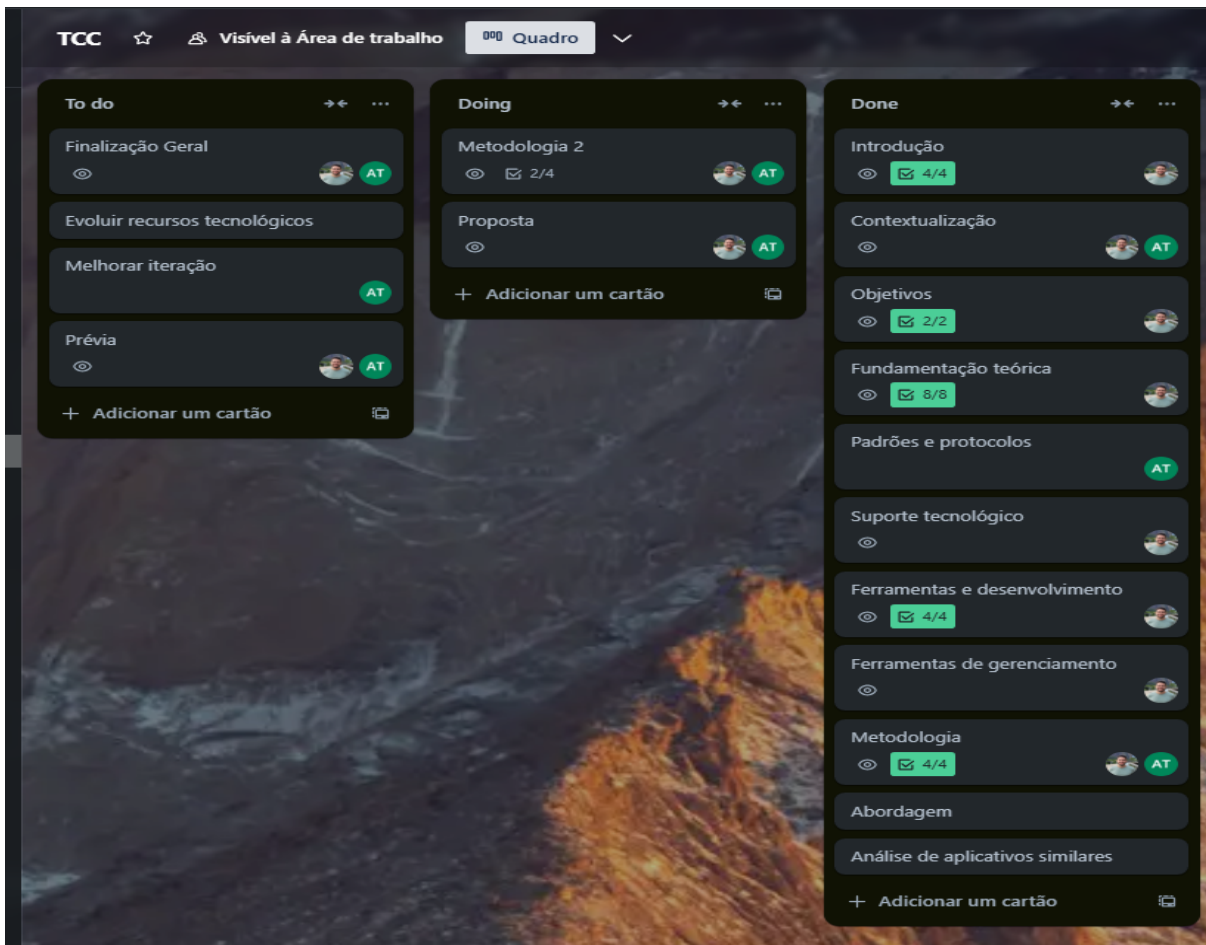 TCC Visível à Área de trabalho Quadro
To do
Finalização Geral
AT
Evoluir recursos tecnológicos
Melhorar iteração
AT
Prévia
AT
+ Adicionar um cartão
Doing
Metodologia 2
2/4 AT
Proposta
AT
+ Adicionar um cartão
Done
Introdução
4/4
Contextualização
AT
Objetivos
2/2
Fundamentação teórica
8/8
Padrões e protocolos
AT
Suporte tecnológico
Ferramentas e desenvolvimento
4/4
Ferramentas de gerenciamento
Metodologia
4/4 AT
Abordagem
Análise de aplicativos similares
+ Adicionar um cartão